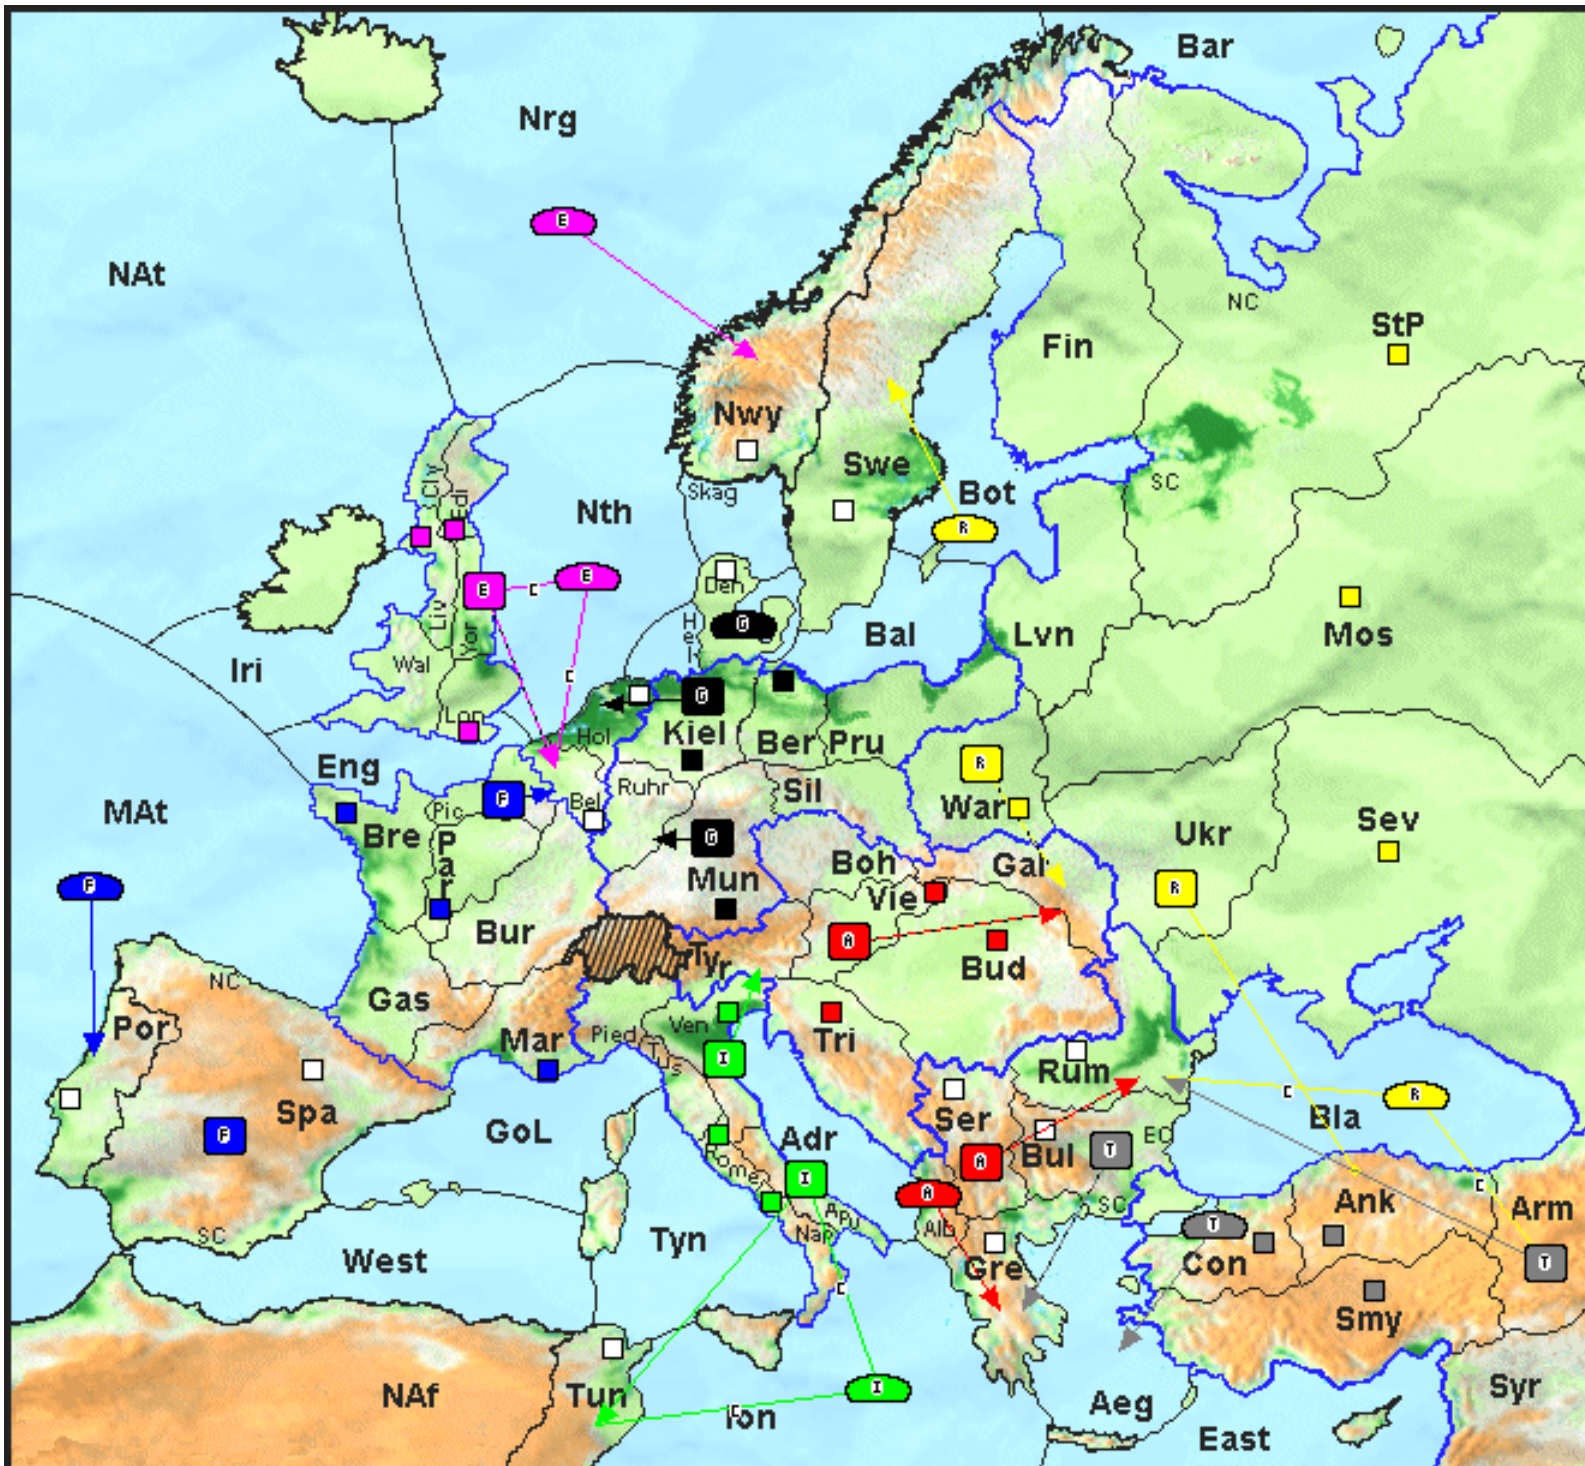 Bar
Nrg
NAt
NC
StP
Fin
Nwy
Swe
SC
Skag
Bot
Nth
Cly
Edi
Den
Hel
Liv
Yor
Bal
Lvn
Mos
Iri
Wal
Lon
Hol
Kiel
Ber
Pru
Eng
Ruhr
Sil
War
MAt
Pic
Bel
Bre
Par
Boh
Gal
Ukr
Sev
Mun
Vie
Bur
Tyr
Bud
NC
Gas
Por
Mar
Pied
Ven
Tus
Tri
Rum
Spa
GoL
Adr
Ser
Bul
EC
Bla
Rome
SC
Apu
Nap
Alb
SC
Ank
Arm
West
Tyn
Gre
Con
Smy
NAf
Tun
Ion
Aeg
East
Syr
E
E
E
C
C
R
G
G
G
R
R
F
F
F
A
A
A
I
I
I
C
C
T
T
T
R
C
C